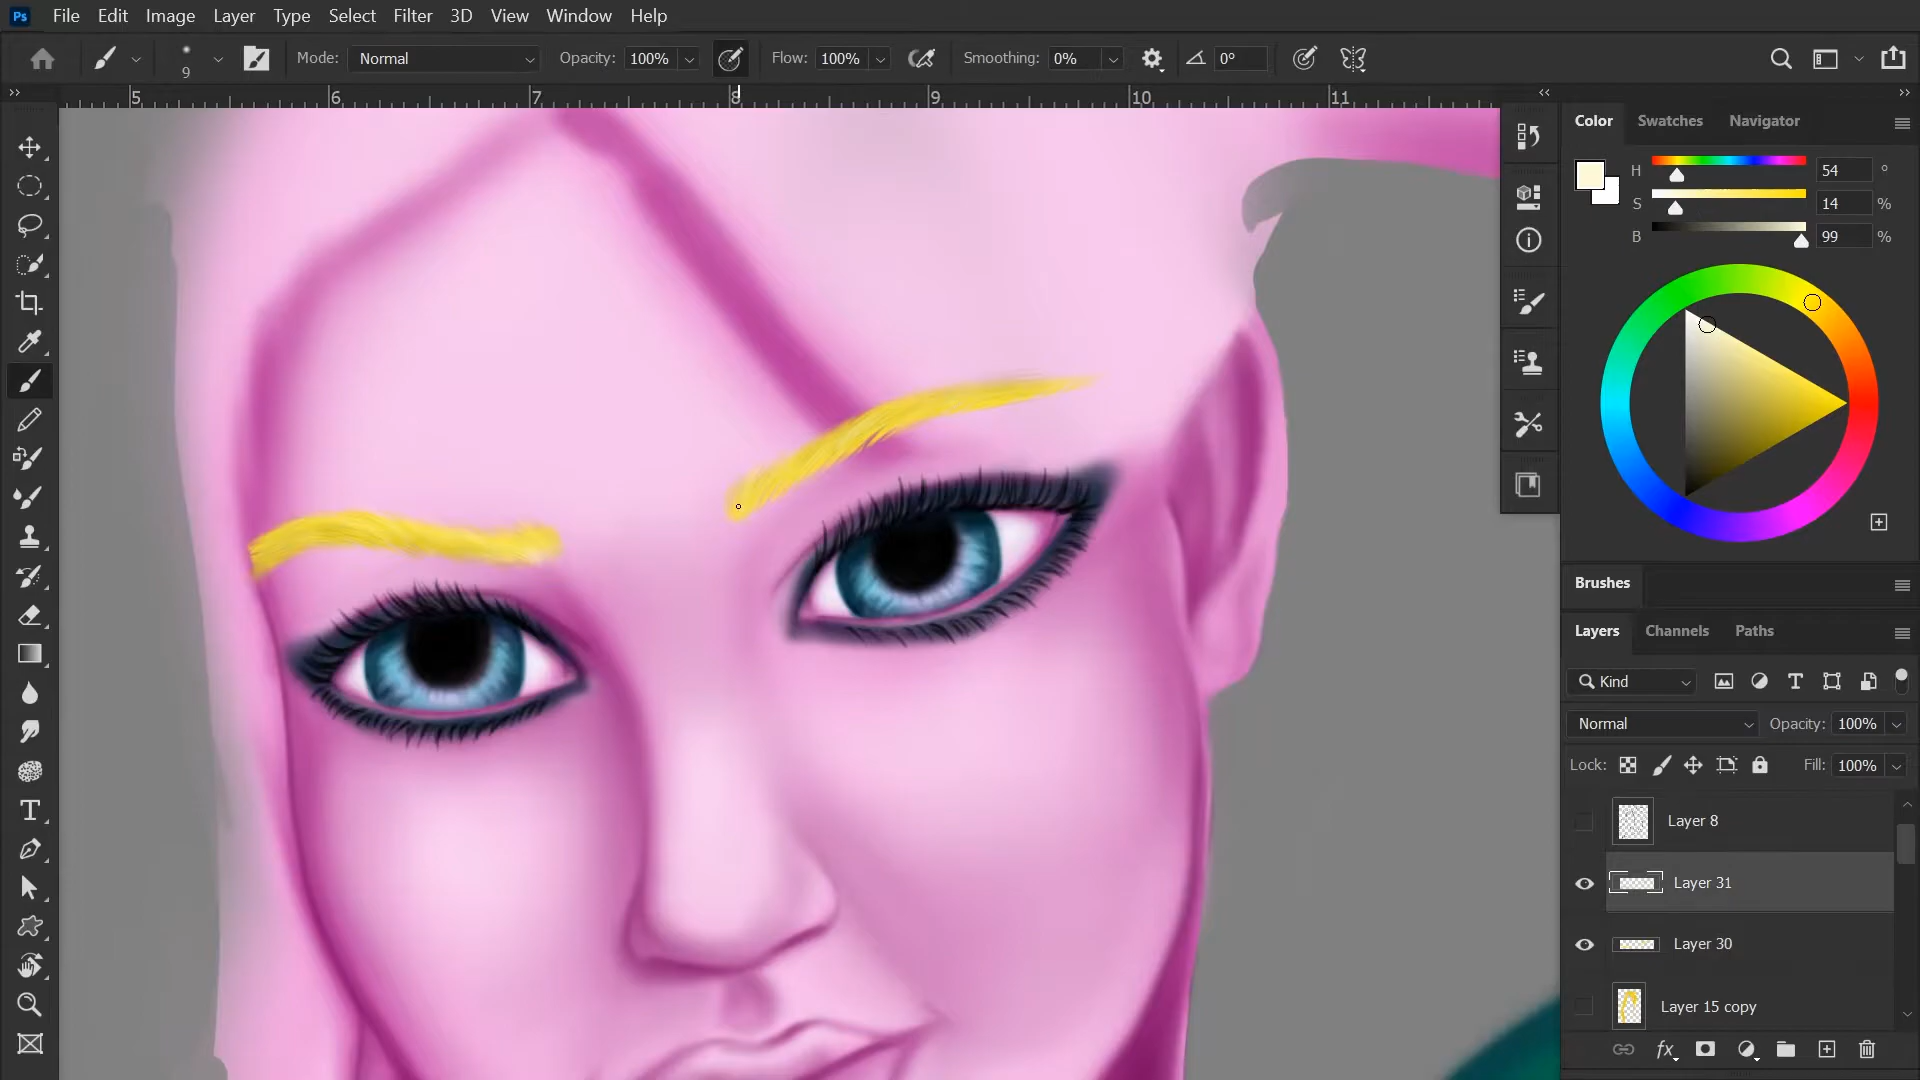 Ps File Edit Image Layer Type Select Filter 3D View Window Help
9 Mode: Normal Opacity: 100% Flow: 100% Smoothing: 0% 0°
5 6 7 8 9 10 11
Color Swatches Navigator
H 54 °
S 14 %
B 99 %
Brushes
Layers Channels Paths
Kind
Normal Opacity: 100%
Lock: Fill: 100%
Layer 8
Layer 31
Layer 30
Layer 15 copy
fx